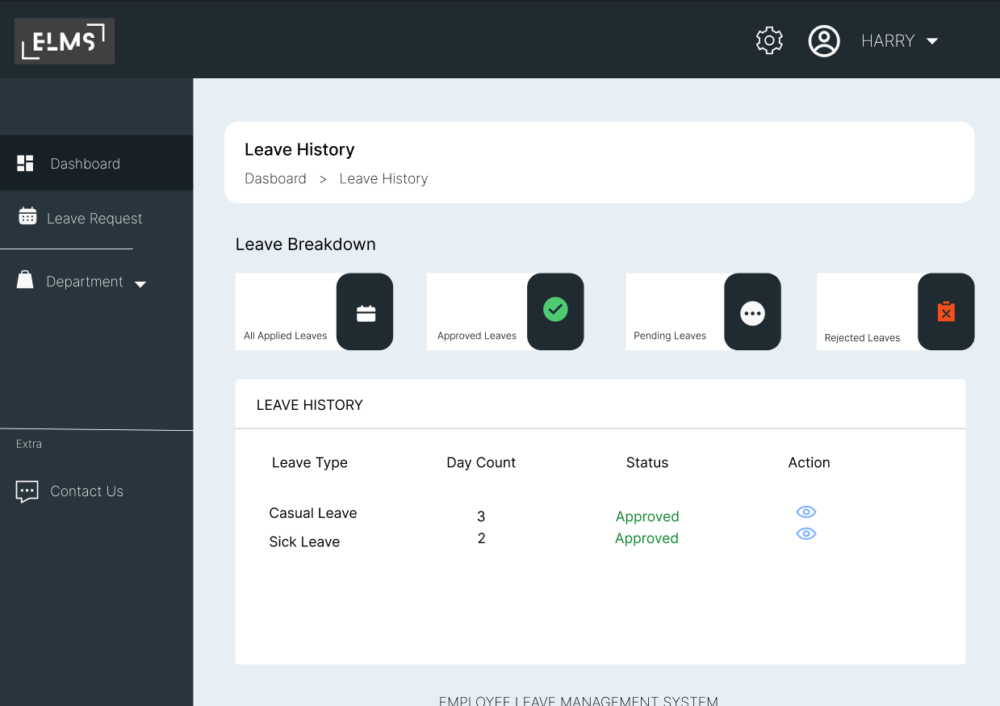 ELMS
HARRY
Dashboard
Leave Request
Department
Extra
Contact Us
Leave History
Dasboard > Leave History
Leave Breakdown
All Applied Leaves
Approved Leaves
Pending Leaves
Rejected Leaves
LEAVE HISTORY
Leave Type Day Count Status Action
Casual Leave 3 Approved
Sick Leave 2 Approved
EMPLOYEE LEAVE MANAGEMENT SYSTEM